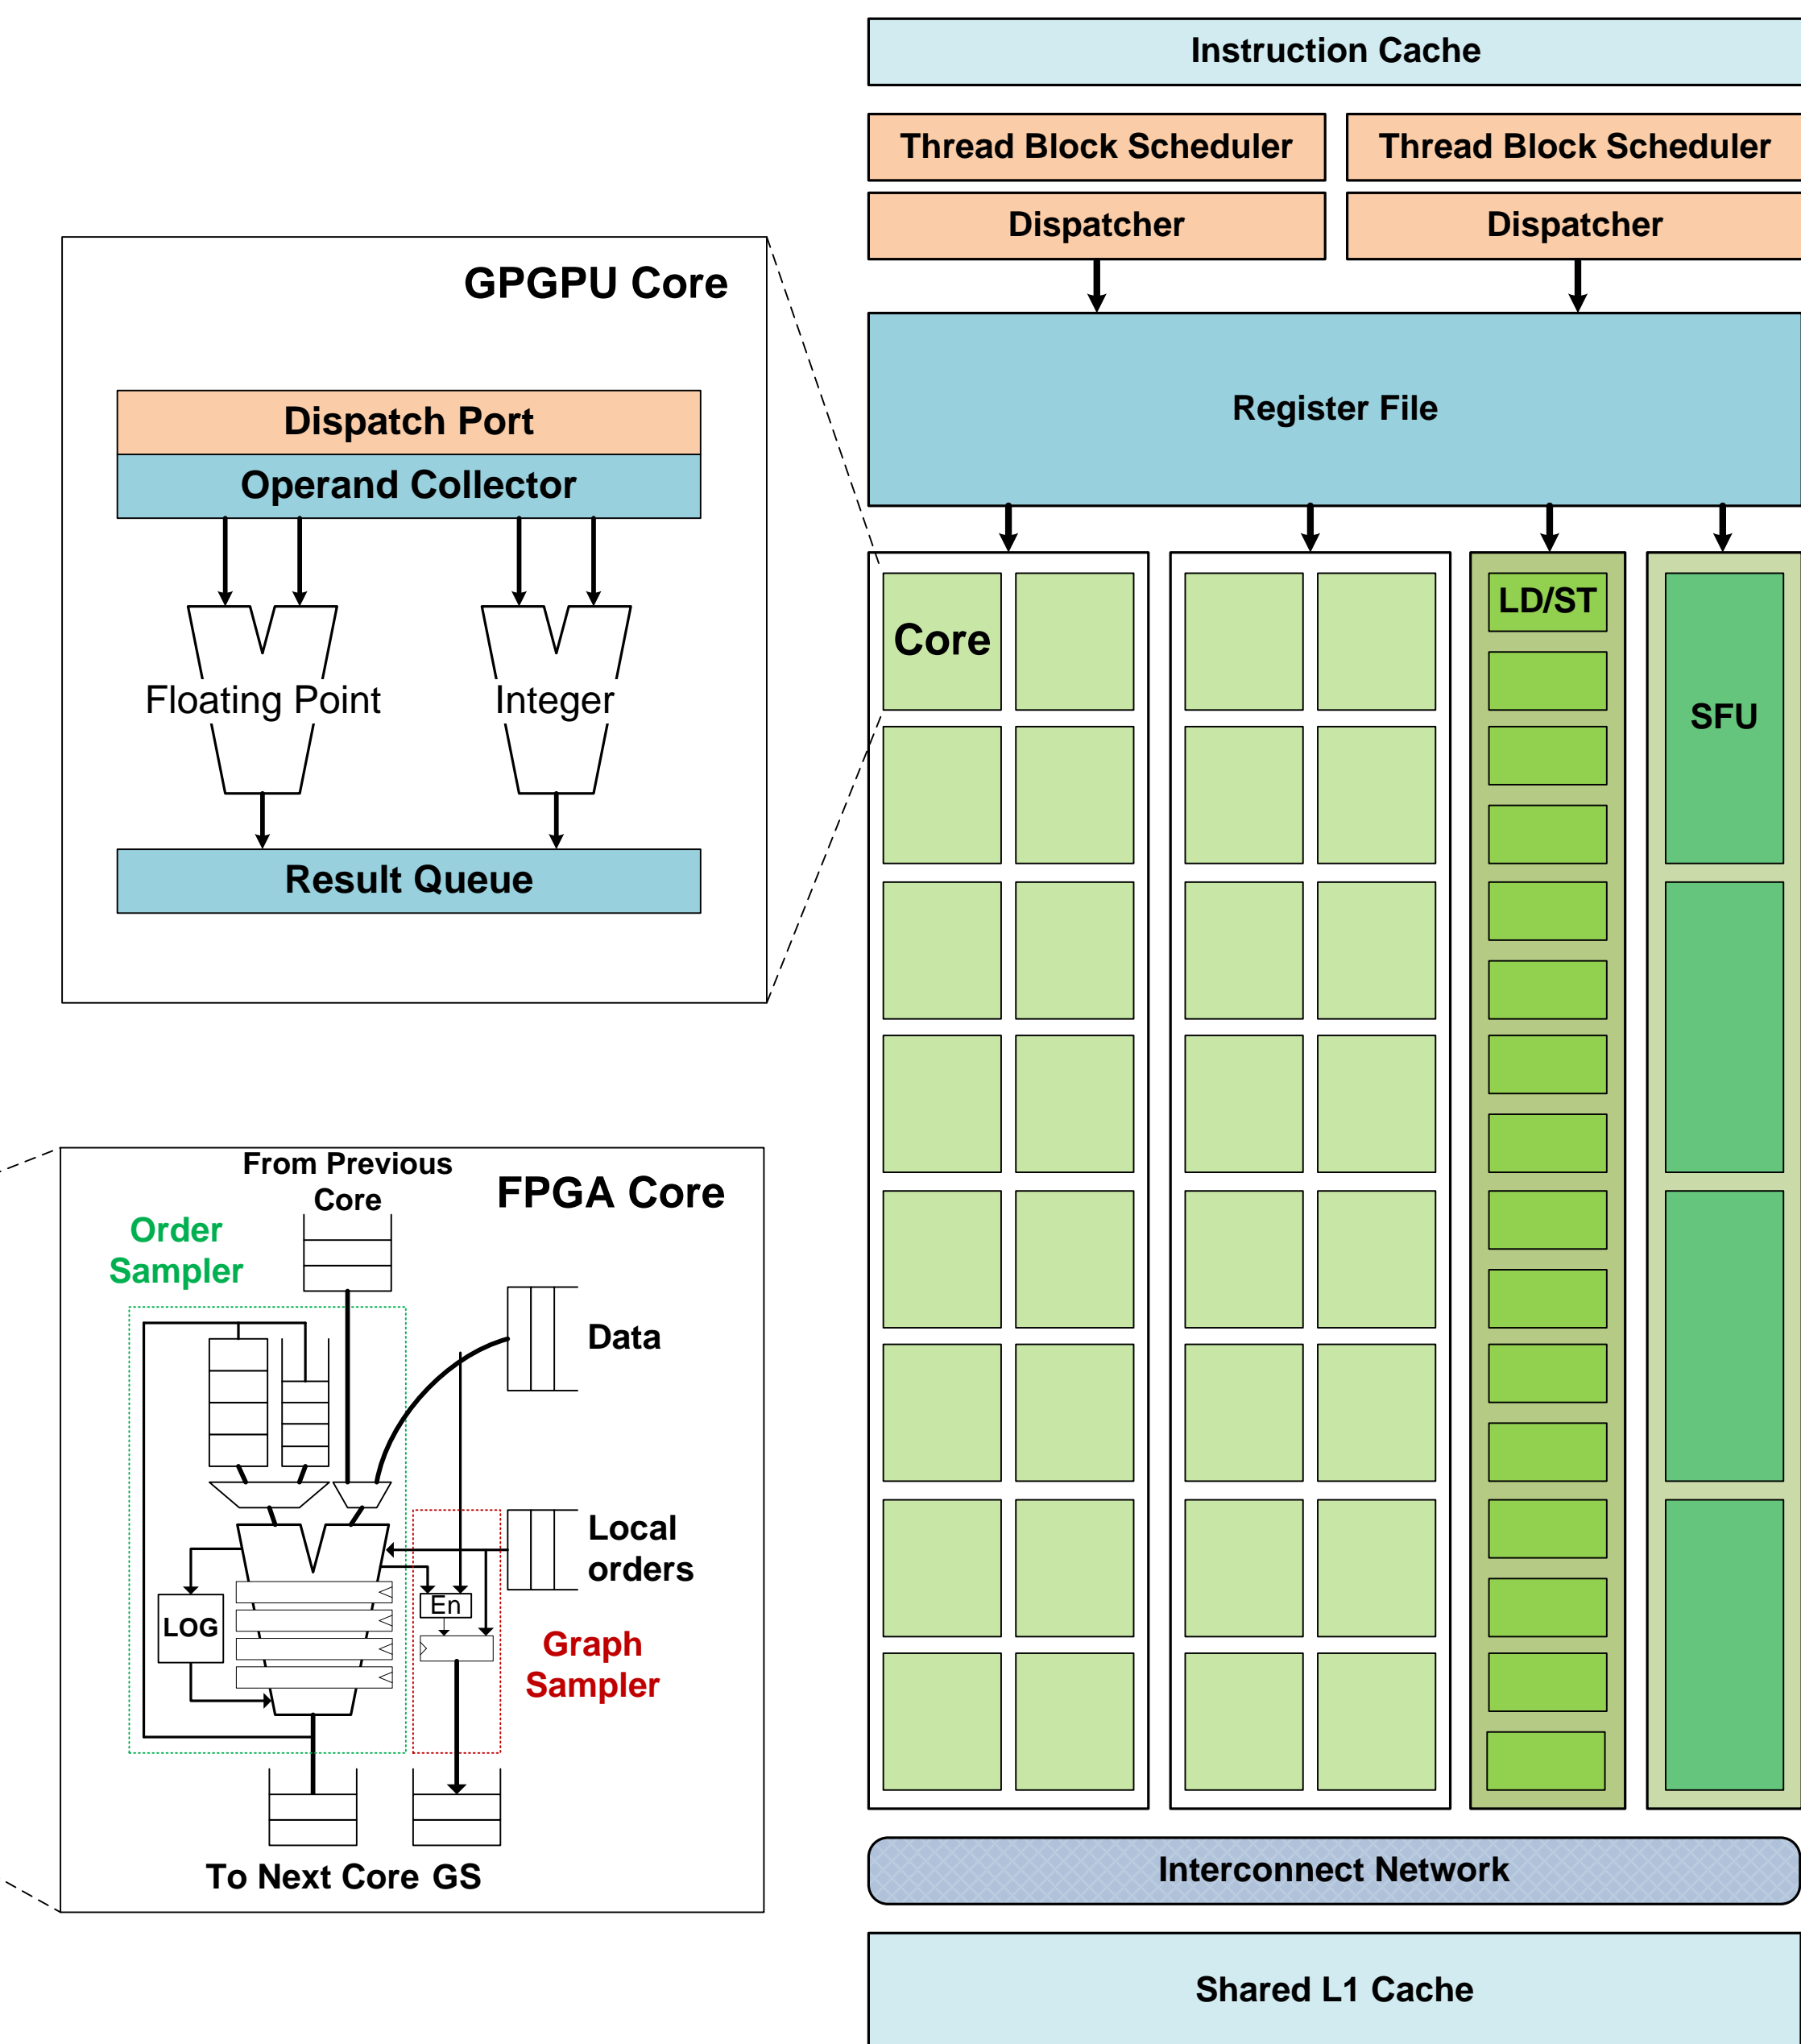 Instruction Cache
Thread Block Scheduler
Thread Block Scheduler
Dispatcher
Dispatcher
Register File
GPGPU Core
Dispatch Port
Operand Collector
Floating Point
Integer
Result Queue
Core
LD/ST
SFU
From Previous
Core
FPGA Core
Order
Sampler
Data
Local
orders
En
LOG
Graph
Sampler
To Next Core
GS
Interconnect Network
Shared L1 Cache